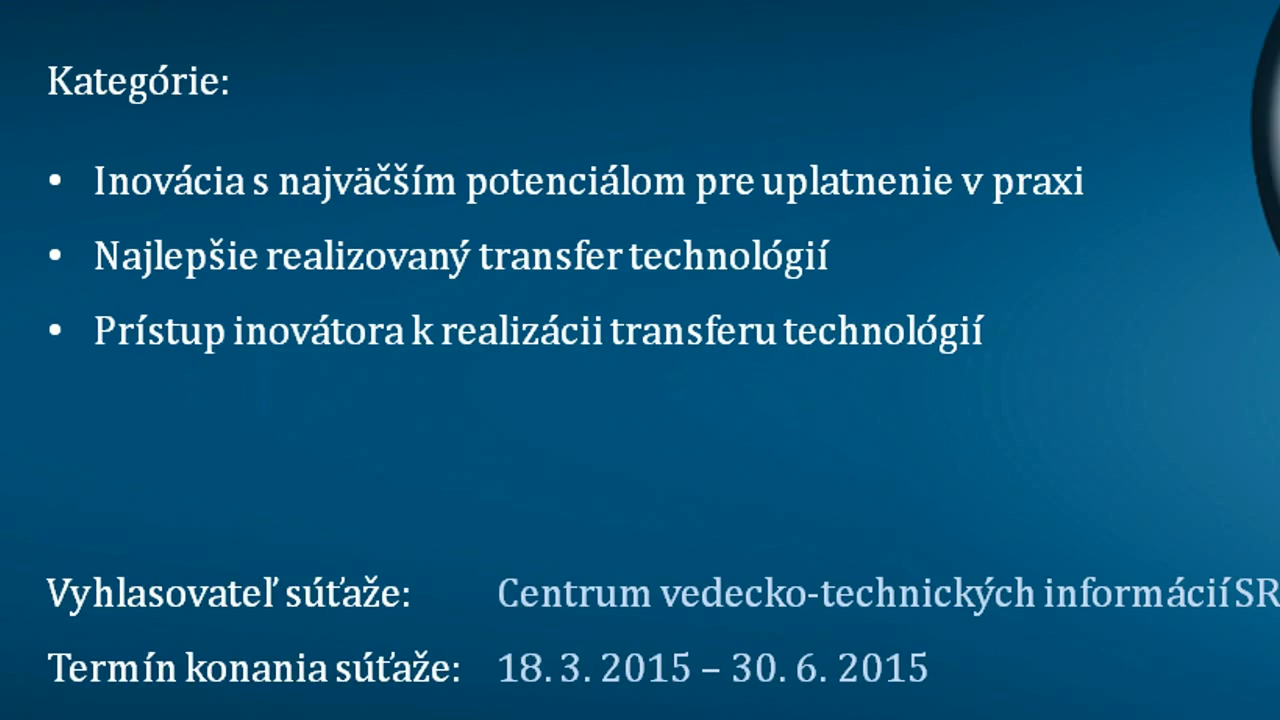 Kategórie:
• Inovácia s najväčším potenciálom pre uplatnenie v praxi
• Najlepšie realizovaný transfer technológií
• Prístup inovátora k realizácii transferu technológií
Vyhlasovateľ súťaže: Centrum vedecko-technických informácií SR
Termín konania súťaže: 18. 3. 2015 – 30. 6. 2015